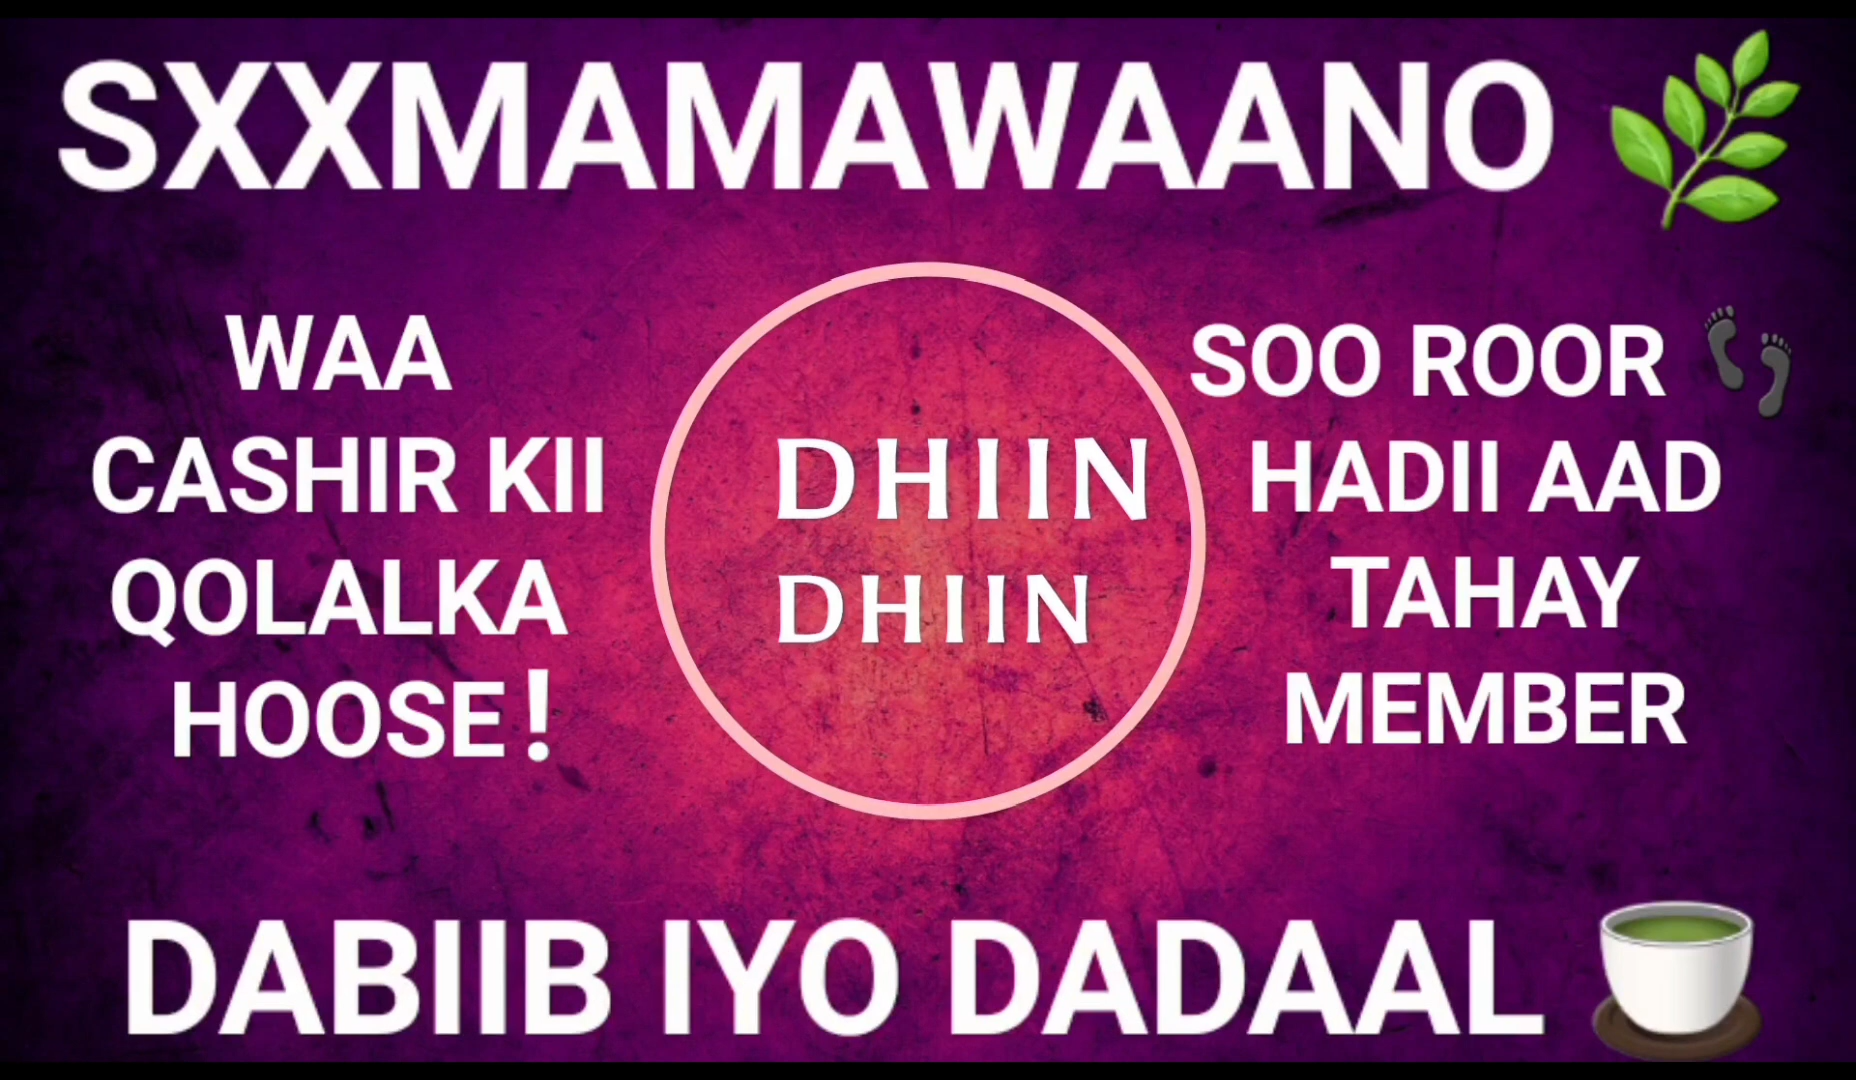 SXXMAMAWAANO 🌿
WAA
CASHIR KII
QOLALKA
HOOSE!
DHIIN
DHIIN
SOO ROOR 👣
HADII AAD
TAHAY
MEMBER
DABIIB IYO DADAAL 🍵